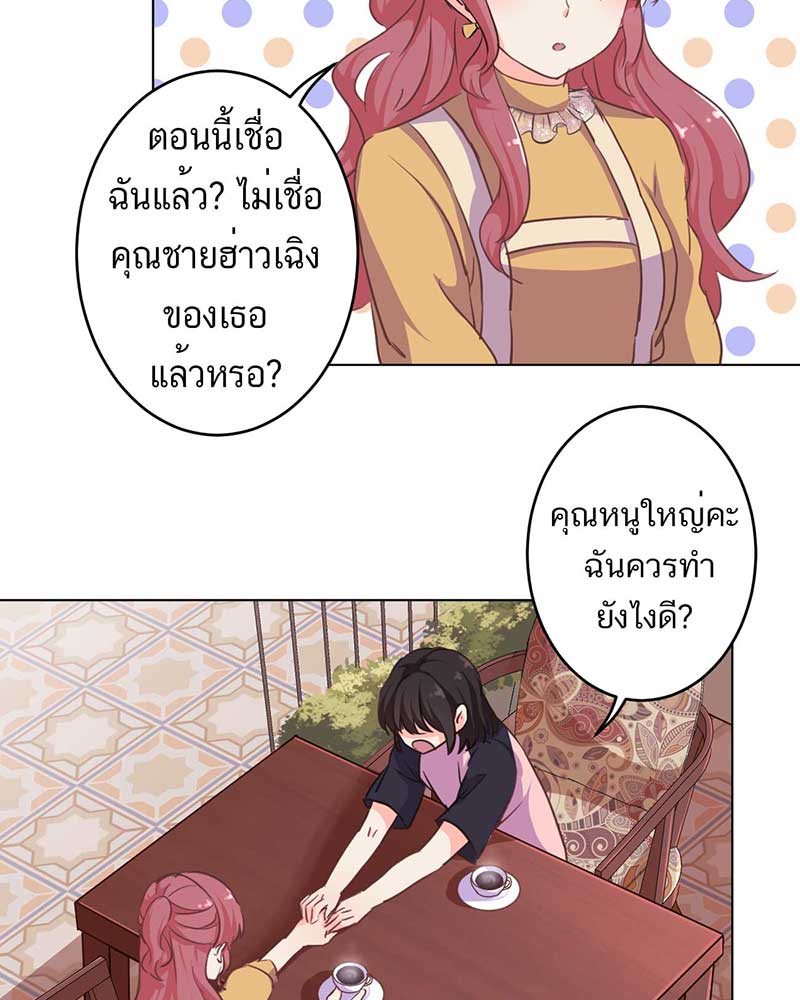 ตอนนี้เชื่อ
ฉันแล้ว? ไม่เชื่อ
คุณชายฮ่าวเฉิง
ของเธอ
แล้วหรอ?
คุณหนูใหญ่คะ
ฉันควรทำ
ยังไงดี?